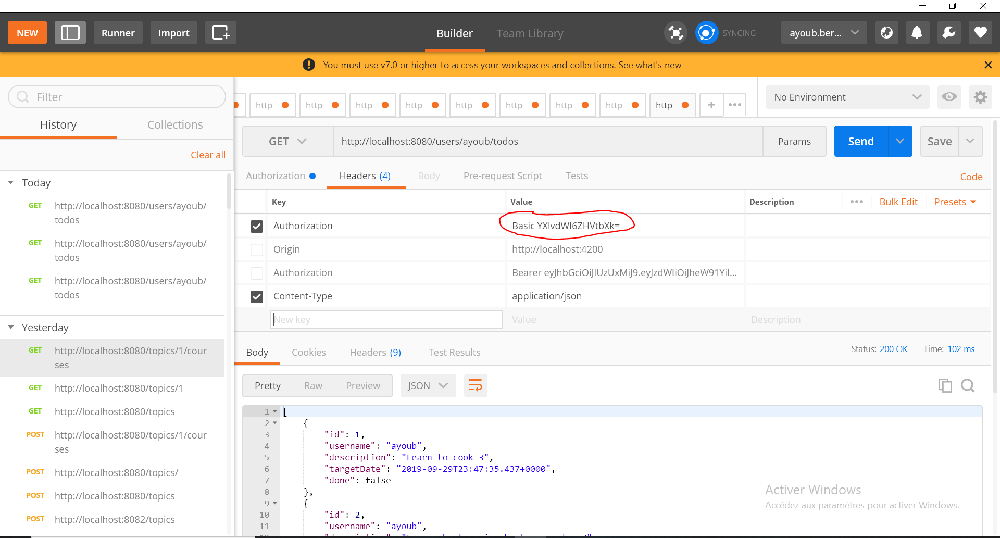 NEW
Runner
Import
Builder
Team Library
SYNCING
ayoub.ber...
You must use v7.0 or higher to access your workspaces and collections. See what's new
Filter
History
Collections
Clear all
Today
GET http://localhost:8080/users/ayoub/
todos
GET http://localhost:8080/users/ayoub/
todos
GET http://localhost:8080/users/ayoub/
todos
Yesterday
GET http://localhost:8080/topics/1/cour
ses
GET http://localhost:8080/topics/1
GET http://localhost:8080/topics
POST http://localhost:8080/topics/1/cour
ses
POST http://localhost:8080/topics/
POST http://localhost:8080/topics
POST http://localhost:8082/topics
http http http http http http http http http + •••
No Environment
GET http://localhost:8080/users/ayoub/todos Params Send Save
Authorization Headers (4) Body Pre-request Script Tests Code
Key Value Description ••• Bulk Edit Presets
Authorization Basic YXlvdWI6ZHVtbXk=
Origin http://localhost:4200
Authorization Bearer eyJhbGciOiJIUzUxMiJ9.eyJzdWIiOiJheW91YiI...
Content-Type application/json
New key Value Description
Body Cookies Headers (9) Test Results Status: 200 OK Time: 102 ms
Pretty Raw Preview JSON
1 [
2 {
3 "id": 1,
4 "username": "ayoub",
5 "description": "Learn to cook 3",
6 "targetDate": "2019-09-29T23:47:35.437+0000",
7 "done": false
8 },
9 {
10 "id": 2,
11 "username": "ayoub",
Activer Windows
Accédez aux paramètres pour activer Windows.